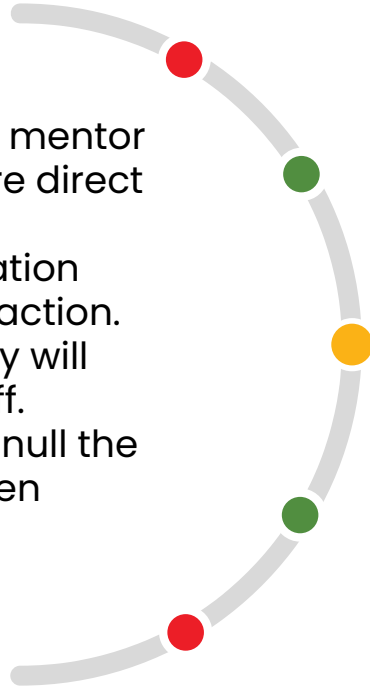 mentor
re direct
ation
action.
y will
ff.
null the
en